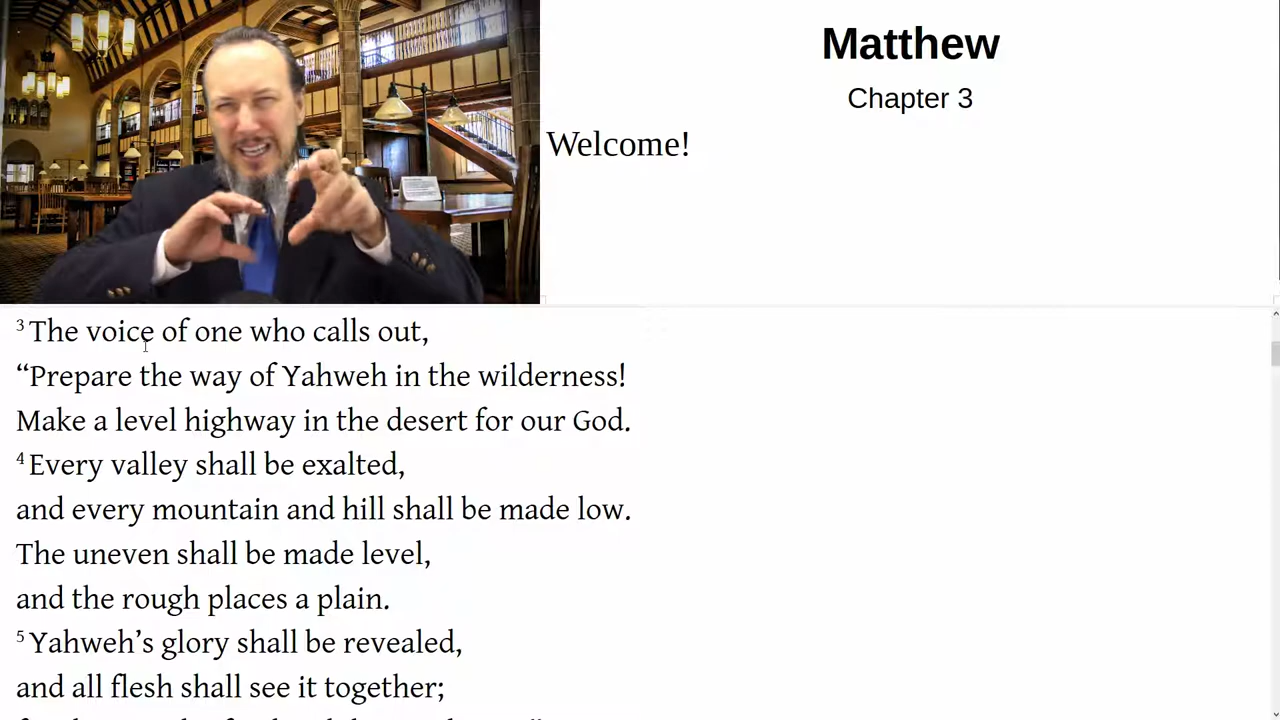 Matthew
Chapter 3
Welcome!
3 The voice of one who calls out,
“Prepare the way of Yahweh in the wilderness!
Make a level highway in the desert for our God.
4 Every valley shall be exalted,
and every mountain and hill shall be made low.
The uneven shall be made level,
and the rough places a plain.
5 Yahweh’s glory shall be revealed,
and all flesh shall see it together;